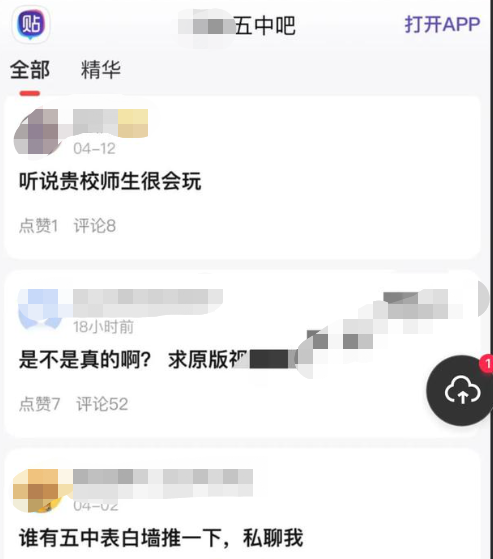 贴
五中吧
打开APP
全部
精华
04-12
听说贵校师生很会玩
点赞1 评论8
18小时前
是不是真的啊？ 求原版视
点赞7 评论52
1
04-02
谁有五中表白墙推一下，私聊我